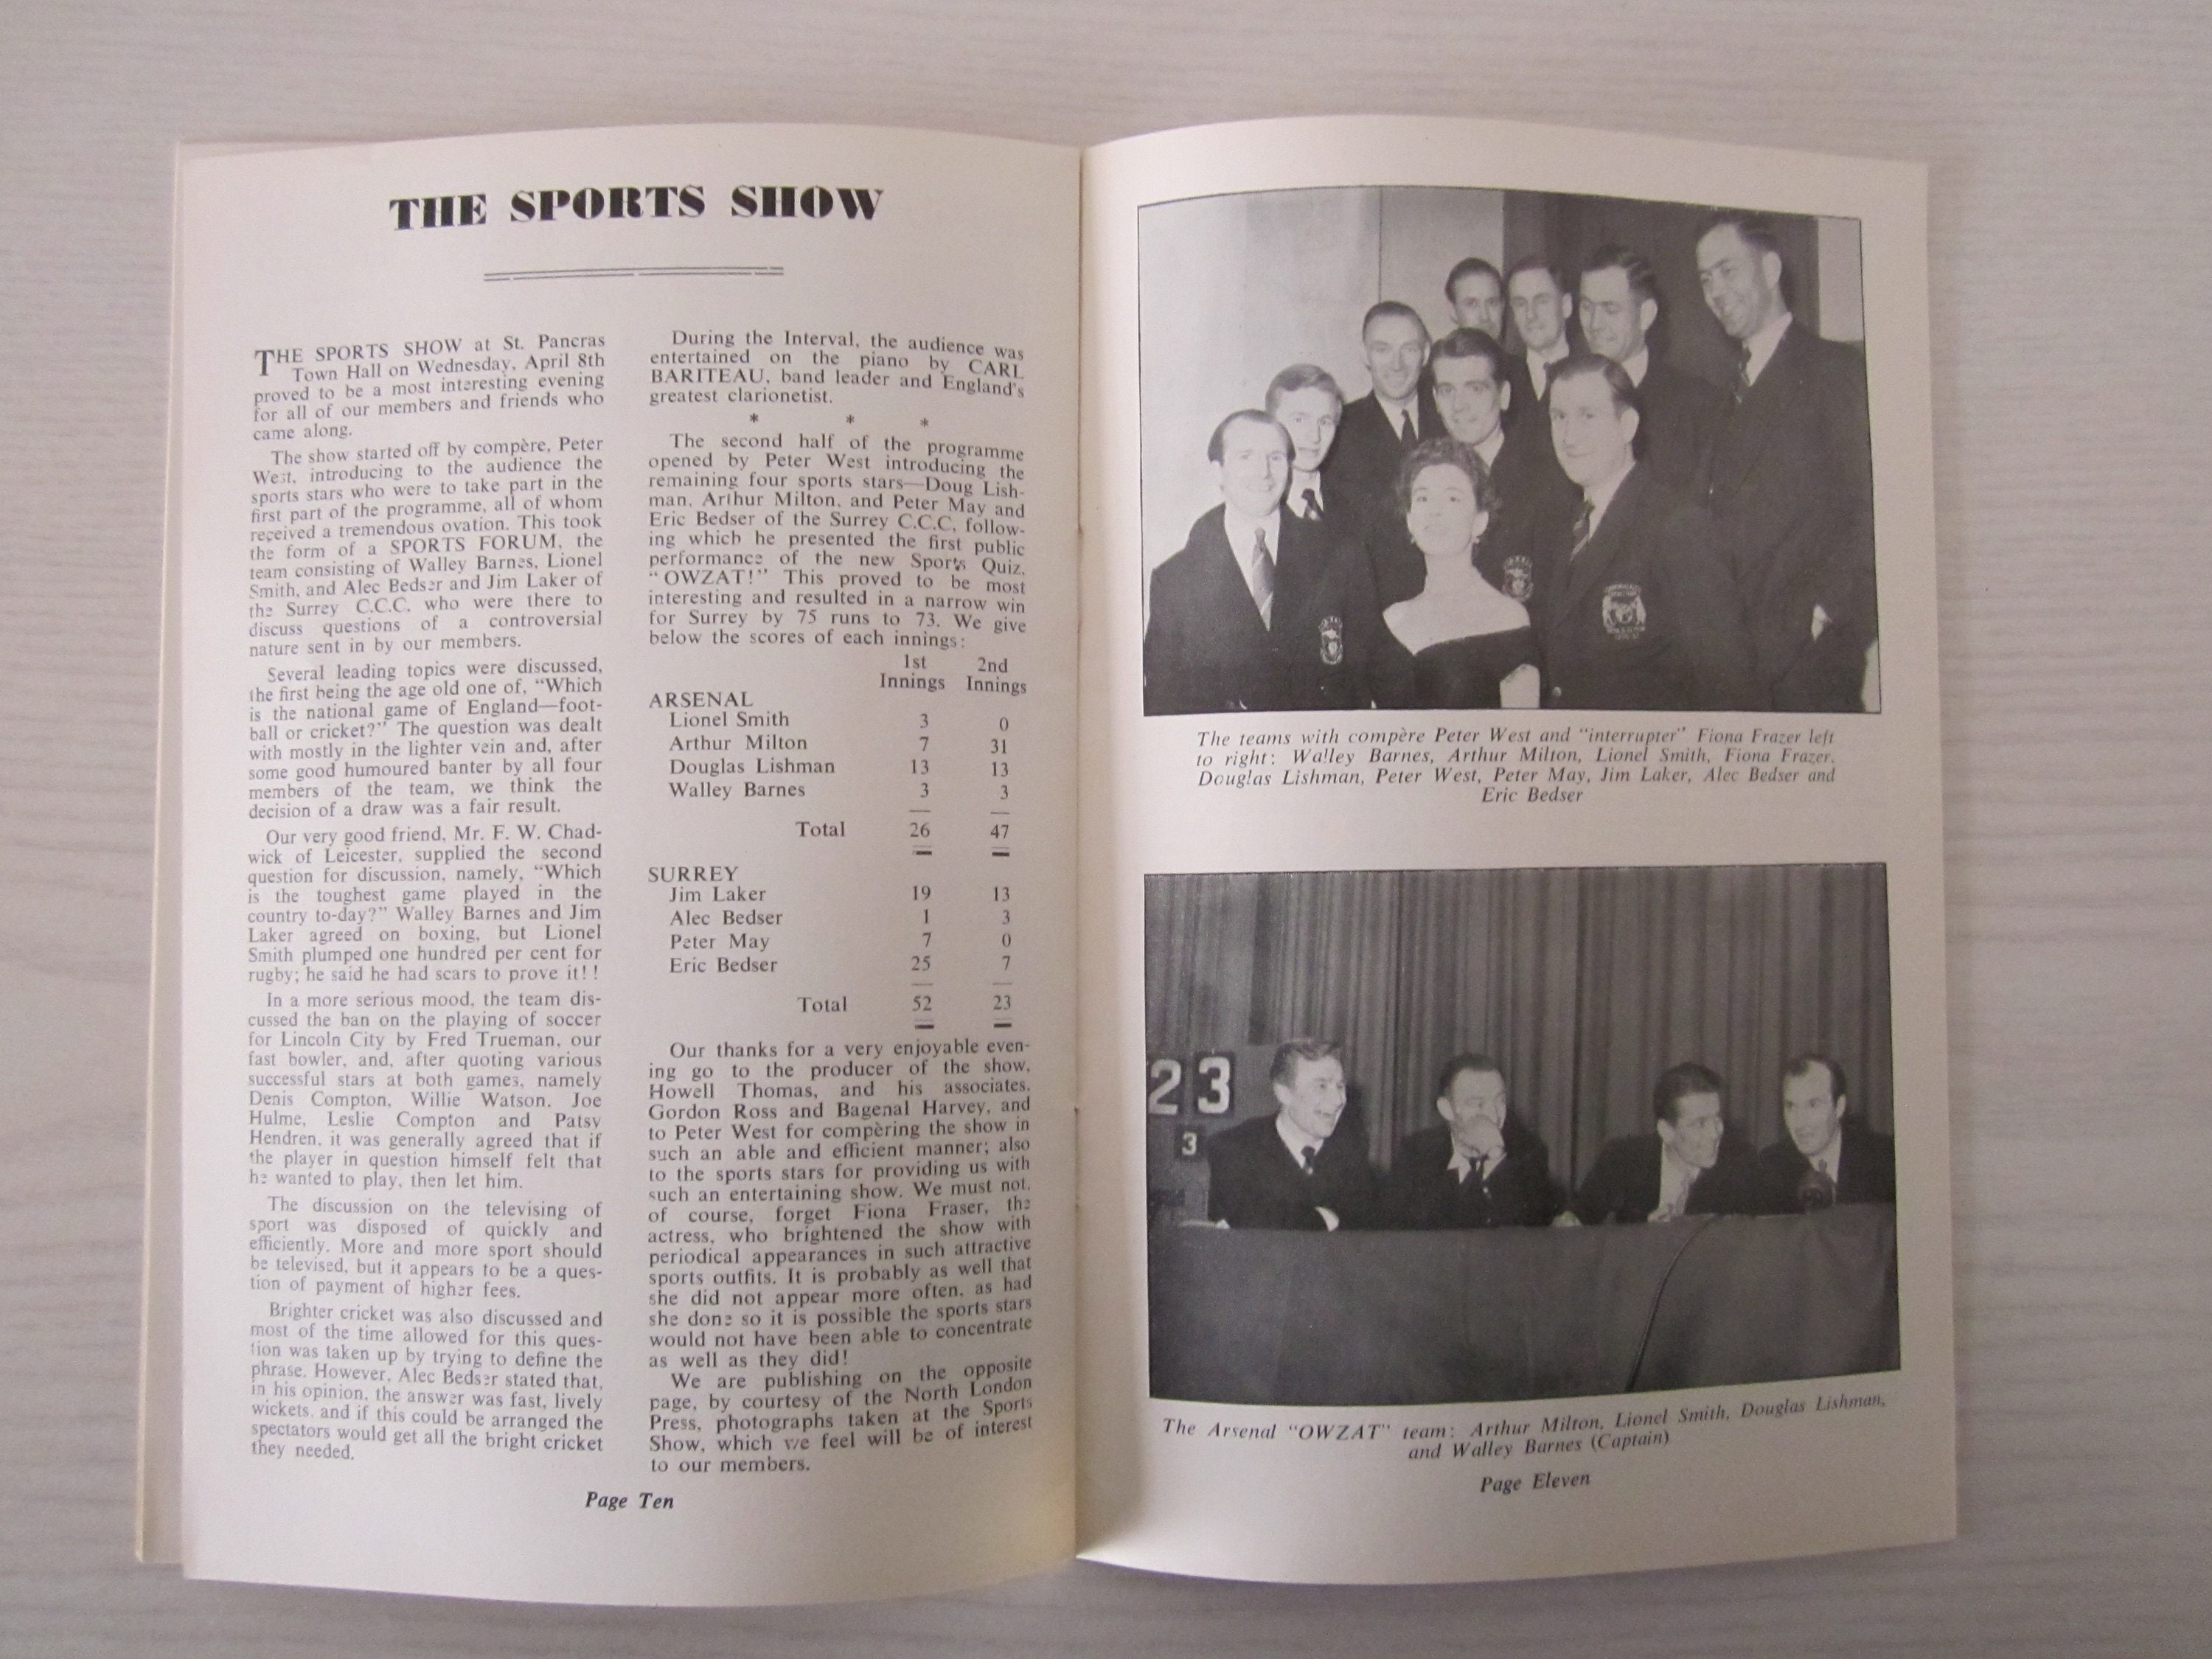 THE SPORTS SHOW
THE SPORTS SHOW at St. Pancras
Town Hall on Wednesday, April 8th
proved to be a most interesting evening
for all of our members and friends who
came along.
The show started off by compère, Peter
West, introducing to the audience the
sports stars who were to take part in the
first part of the programme, all of whom
received a tremendous ovation. This took
the form of a SPORTS FORUM, the
team consisting of Walley Barnes, Lionel
Smith, and Alec Bedser and Jim Laker of
the Surrey C.C.C. who were there to
discuss questions of a controversial
nature sent in by our members.
Several leading topics were discussed,
the first being the age old one of, "Which
is the national game of England—foot-
ball or cricket?" The question was dealt
with mostly in the lighter vein and, after
some good humoured banter by all four
members of the team, we think the
decision of a draw was a fair result.
Our very good friend, Mr. F. W. Chad-
wick of Leicester, supplied the second
question for discussion, namely, "Which
is the toughest game played in the
country to-day?" Walley Barnes and Jim
Laker agreed on boxing, but Lionel
Smith plumped one hundred per cent for
rugby; he said he had scars to prove it!!
In a more serious mood, the team dis-
cussed the ban on the playing of soccer
for Lincoln City by Fred Trueman, our
fast bowler, and, after quoting various
successful stars at both games, namely
Denis Compton, Willie Watson, Joe
Hulme, Leslie Compton and Patsy
Hendren, it was generally agreed that if
the player in question himself felt that
he wanted to play, then let him.
The discussion on the televising of
sport was disposed of quickly and
efficiently. More and more sport should
be televised, but it appears to be a ques-
tion of payment of higher fees.
Brighter cricket was also discussed and
most of the time allowed for this ques-
tion was taken up by trying to define the
phrase. However, Alec Bedser stated that,
in his opinion, the answer was fast, lively
wickets, and if this could be arranged the
spectators would get all the bright cricket
they needed.
During the Interval, the audience was
entertained on the piano by CARL
BARITEAU, band leader and England's
greatest clarionetist.
* * *
The second half of the programme
opened by Peter West introducing the
remaining four sports stars—Doug Lish-
man, Arthur Milton, and Peter May and
Eric Bedser of the Surrey C.C.C. follow-
ing which he presented the first public
performance of the new Sports Quiz,
"OWZAT!" This proved to be most
interesting and resulted in a narrow win
for Surrey by 75 runs to 73. We give
below the scores of each innings:
1st 2nd
Innings Innings
ARSENAL
Lionel Smith 3 0
Arthur Milton 7 31
Douglas Lishman 13 13
Walley Barnes 3 3
Total 26 47
SURREY
Jim Laker 19 13
Alec Bedser 1 3
Peter May 7 0
Eric Bedser 25 7
Total 52 23
Our thanks for a very enjoyable even-
ing go to the producer of the show,
Howell Thomas, and his associates,
Gordon Ross and Bagenal Harvey, and
to Peter West for compèring the show in
such an able and efficient manner; also
to the sports stars for providing us with
such an entertaining show. We must not,
of course, forget Fiona Fraser, the
actress, who brightened the show with
periodical appearances in such attractive
sports outfits. It is probably as well that
she did not appear more often, as had
she done so it is possible the sports stars
would not have been able to concentrate
as well as they did!
We are publishing on the opposite
page, by courtesy of the North London
Press, photographs taken at the Sports
Show, which we feel will be of interest
to our members.
Page Ten
The teams with compère Peter West and "interrupter" Fiona Frazer left
to right: Walley Barnes, Arthur Milton, Lionel Smith, Fiona Frazer,
Douglas Lishman, Peter West, Peter May, Jim Laker, Alec Bedser and
Eric Bedser
23
3
The Arsenal "OWZAT" team: Arthur Milton, Lionel Smith, Douglas Lishman,
and Walley Barnes (Captain)
Page Eleven